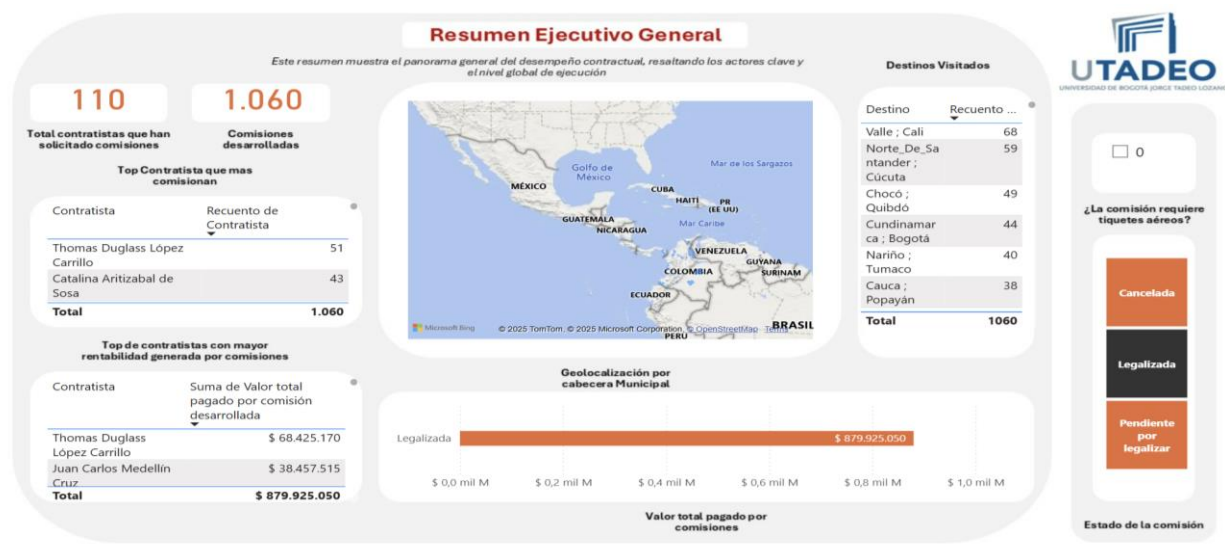 Resumen Ejecutivo General
Este resumen muestra el panorama general del desempeño contractual, resaltando los actores clave y
el nivel global de ejecución
110
Total contratistas que han
solicitado comisiones
1.060
Comisiones
desarrolladas
Top Contratista que mas
comisionan
Contratista Recuento de
Contratista
Thomas Duglass López
Carrillo 51
Catalina Aritizabal de
Sosa 43
Total 1.060
Top de contratistas con mayor
rentabilidad generada por comisiones
Contratista Suma de Valor total
pagado por comisión
desarrollada
Thomas Duglass
López Carrillo $ 68.425.170
Juan Carlos Medellín
Cruz $ 38.457.515
Total $ 879.925.050
Golfo de
México
Mar de los Sargazos
MÉXICO
CUBA
HAITÍ
PR
(EE UU)
GUATEMALA
Mar Caribe
NICARAGUA
VENEZUELA
GUYANA
COLOMBIA
SURINAM
ECUADOR
BRASIL
PERÚ
Microsoft Bing
© 2025 TomTom, © 2025 Microsoft Corporation, © OpenStreetMap Terms
Geolocalización por
cabecera Municipal
Legalizada $ 879.925.050
$ 0,0 mil M $ 0,2 mil M $ 0,4 mil M $ 0,6 mil M $ 0,8 mil M $ 1,0 mil M
Valor total pagado por
comisiones
Destinos Visitados
Destino Recuento ...
Valle ; Cali 68
Norte_De_Sa 59
ntander ;
Cúcuta
Chocó ; 49
Quibdó
Cundinamar 44
ca ; Bogotá
Nariño ; 40
Tumaco
Cauca ; 38
Popayán
Total 1060
UTADEO
UNIVERSIDAD DE BOGOTÁ JORGE TADEO LOZANO
0
¿La comisión requiere
tiquetes aéreos?
Cancelada
Legalizada
Pendiente
por
legalizar
Estado de la comisión